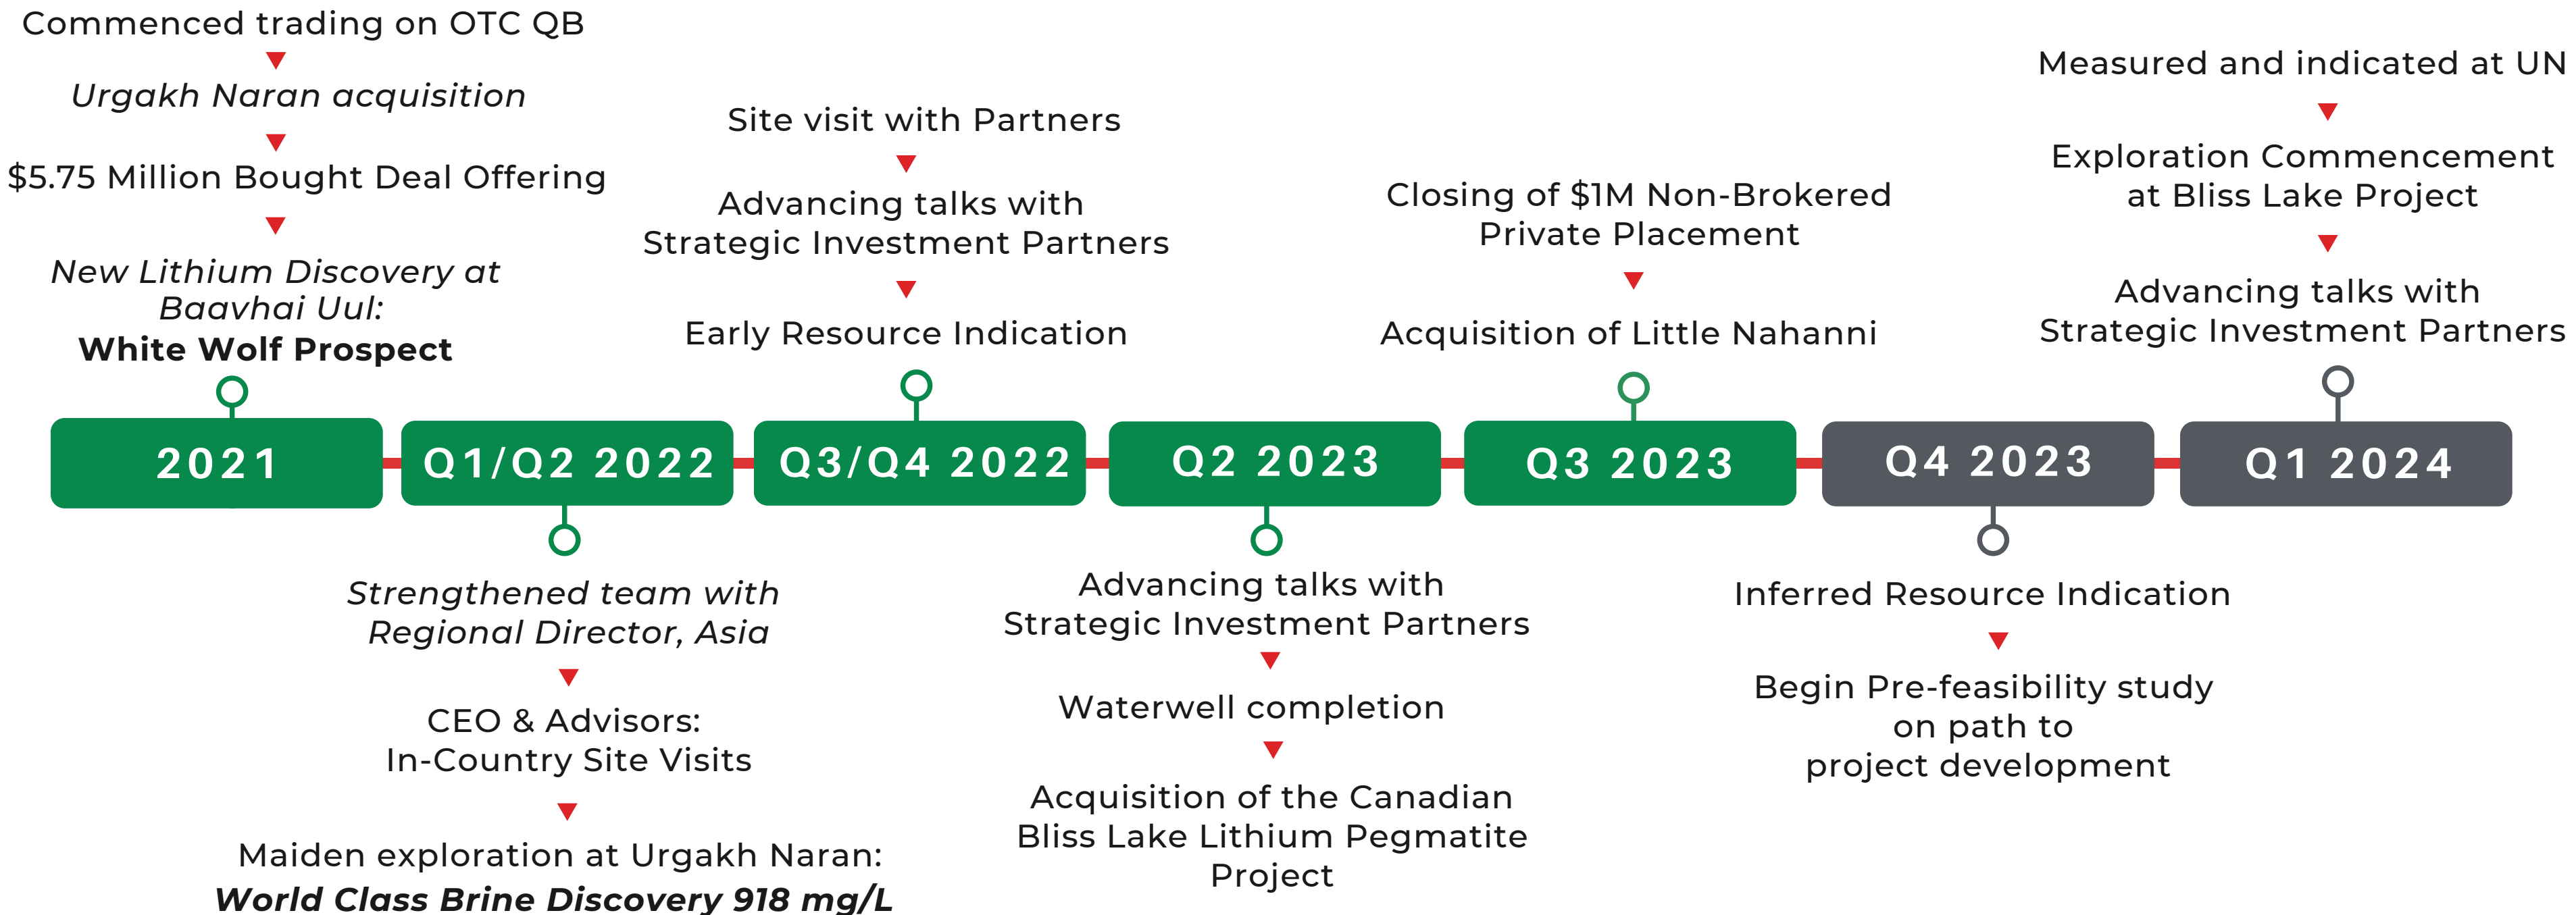 Commenced trading on OTC QB
Urgakh Naran acquisition
$5.75 Million Bought Deal Offering
New Lithium Discovery at
Baavhai Uul:
White Wolf Prospect
2021
Q1/Q2 2022
Strengthened team with
Regional Director, Asia
CEO & Advisors:
In-Country Site Visits
Maiden exploration at Urgakh Naran:
World Class Brine Discovery 918 mg/L
Site visit with Partners
Advancing talks with
Strategic Investment Partners
Early Resource Indication
Q3/Q4 2022
Q2 2023
Advancing talks with
Strategic Investment Partners
Waterwell completion
Acquisition of the Canadian
Bliss Lake Lithium Pegmatite
Project
Closing of $1M Non-Brokered
Private Placement
Acquisition of Little Nahanni
Q3 2023
Q4 2023
Inferred Resource Indication
Begin Pre-feasibility study
on path to
project development
Measured and indicated at UN
Exploration Commencement
at Bliss Lake Project
Advancing talks with
Strategic Investment Partners
Q1 2024